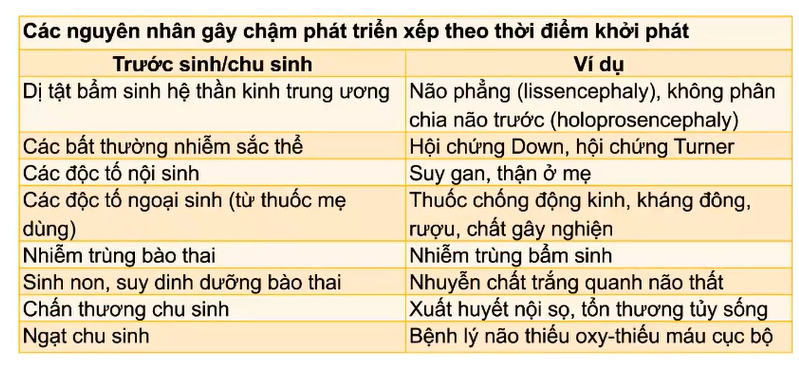 Các nguyên nhân gây chậm phát triển xếp theo thời điểm khởi phát
Trước sinh/chu sinh
Ví dụ
Dị tật bẩm sinh hệ thần kinh trung ương
Não phẳng (lissencephaly), không phân
chia não trước (holoprosencephaly)
Các bất thường nhiễm sắc thể
Hội chứng Down, hội chứng Turner
Các độc tố nội sinh
Suy gan, thận ở mẹ
Các độc tố ngoại sinh (từ thuốc mẹ
dùng)
Thuốc chống động kinh, kháng đông,
rượu, chất gây nghiện
Nhiễm trùng bào thai
Nhiễm trùng bẩm sinh
Sinh non, suy dinh dưỡng bào thai
Nhuyễn chất trắng quanh não thất
Chấn thương chu sinh
Xuất huyết nội sọ, tổn thương tủy sống
Ngạt chu sinh
Bệnh lý não thiếu oxy-thiếu máu cục bộ